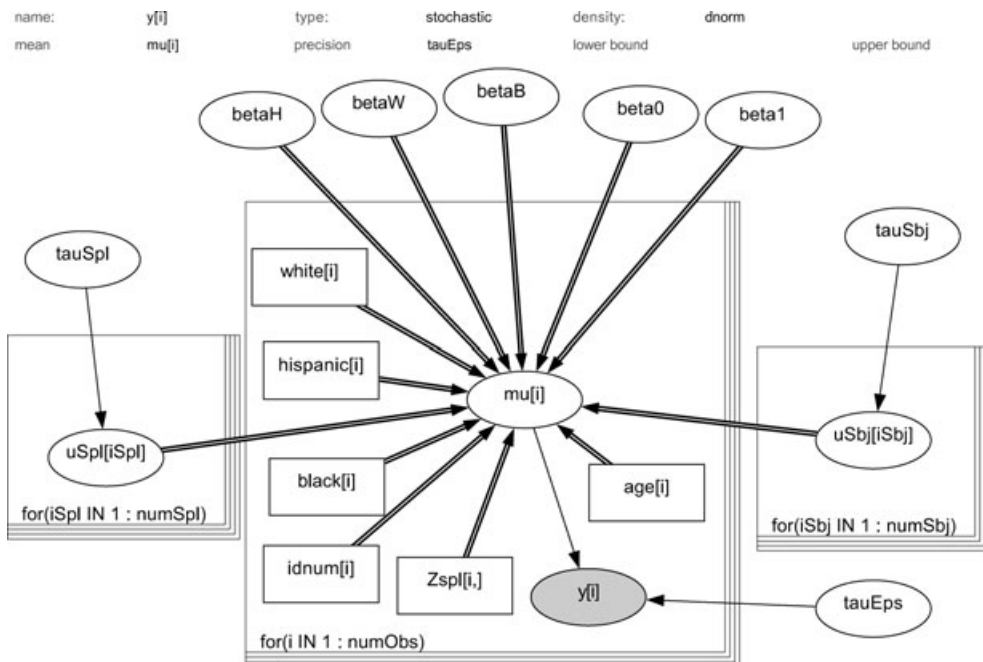 name: y[i] type: stochastic density: dnorm
mean mu[i] precision tauEps lower bound upper bound
betaH betaW betaB beta0 beta1
tauSpl
tauSbj
white[i]
hispanic[i]
mu[i]
uSpl[iSpl]
uSbj[iSbj]
black[i]
age[i]
for(iSpl IN 1 : numSpl)
for(iSbj IN 1 : numSbj)
idnum[i]
Zspl[i,]
y[i]
tauEps
for(i IN 1 : numObs)